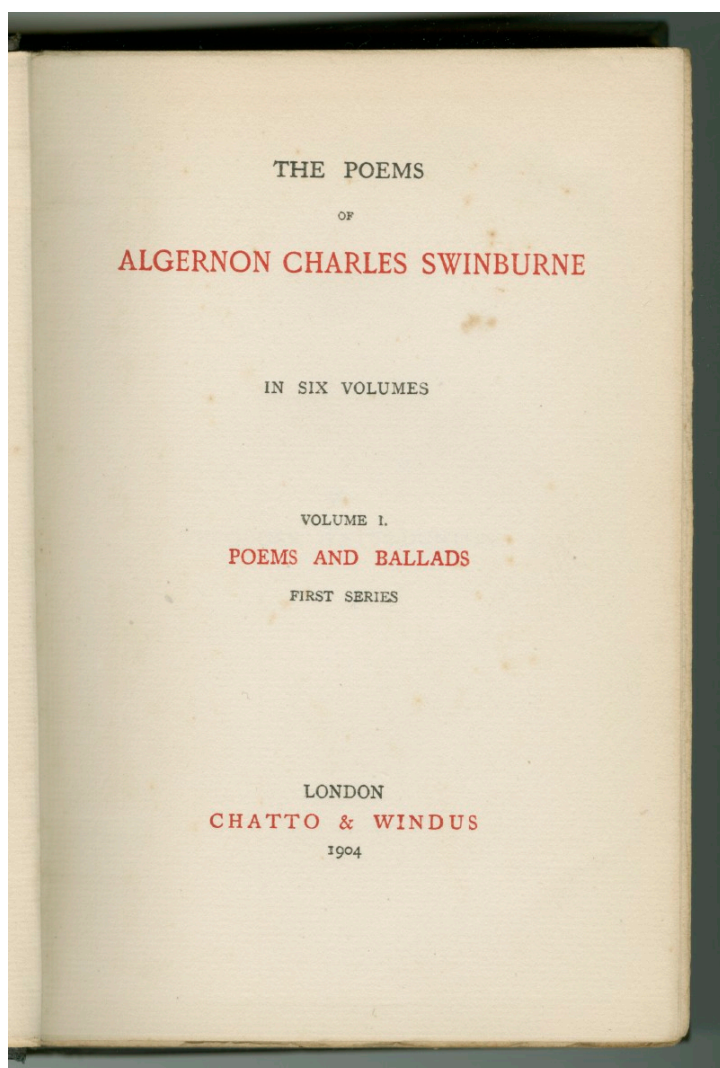 THE POEMS
OF
ALGERNON CHARLES SWINBURNE
IN SIX VOLUMES
VOLUME I.
POEMS AND BALLADS
FIRST SERIES
LONDON
CHATTO & WINDUS
1904